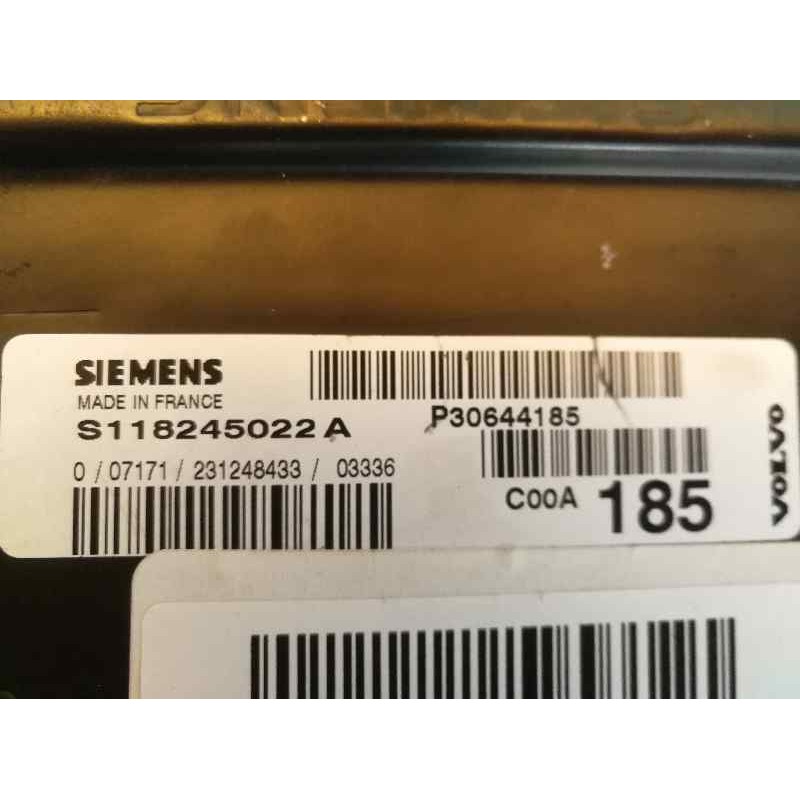 SIEMENS
MADE IN FRANCE
S118245022 A
0 / 07171 / 231248433 / 03336
P30644185
C00A 185
VOLVO